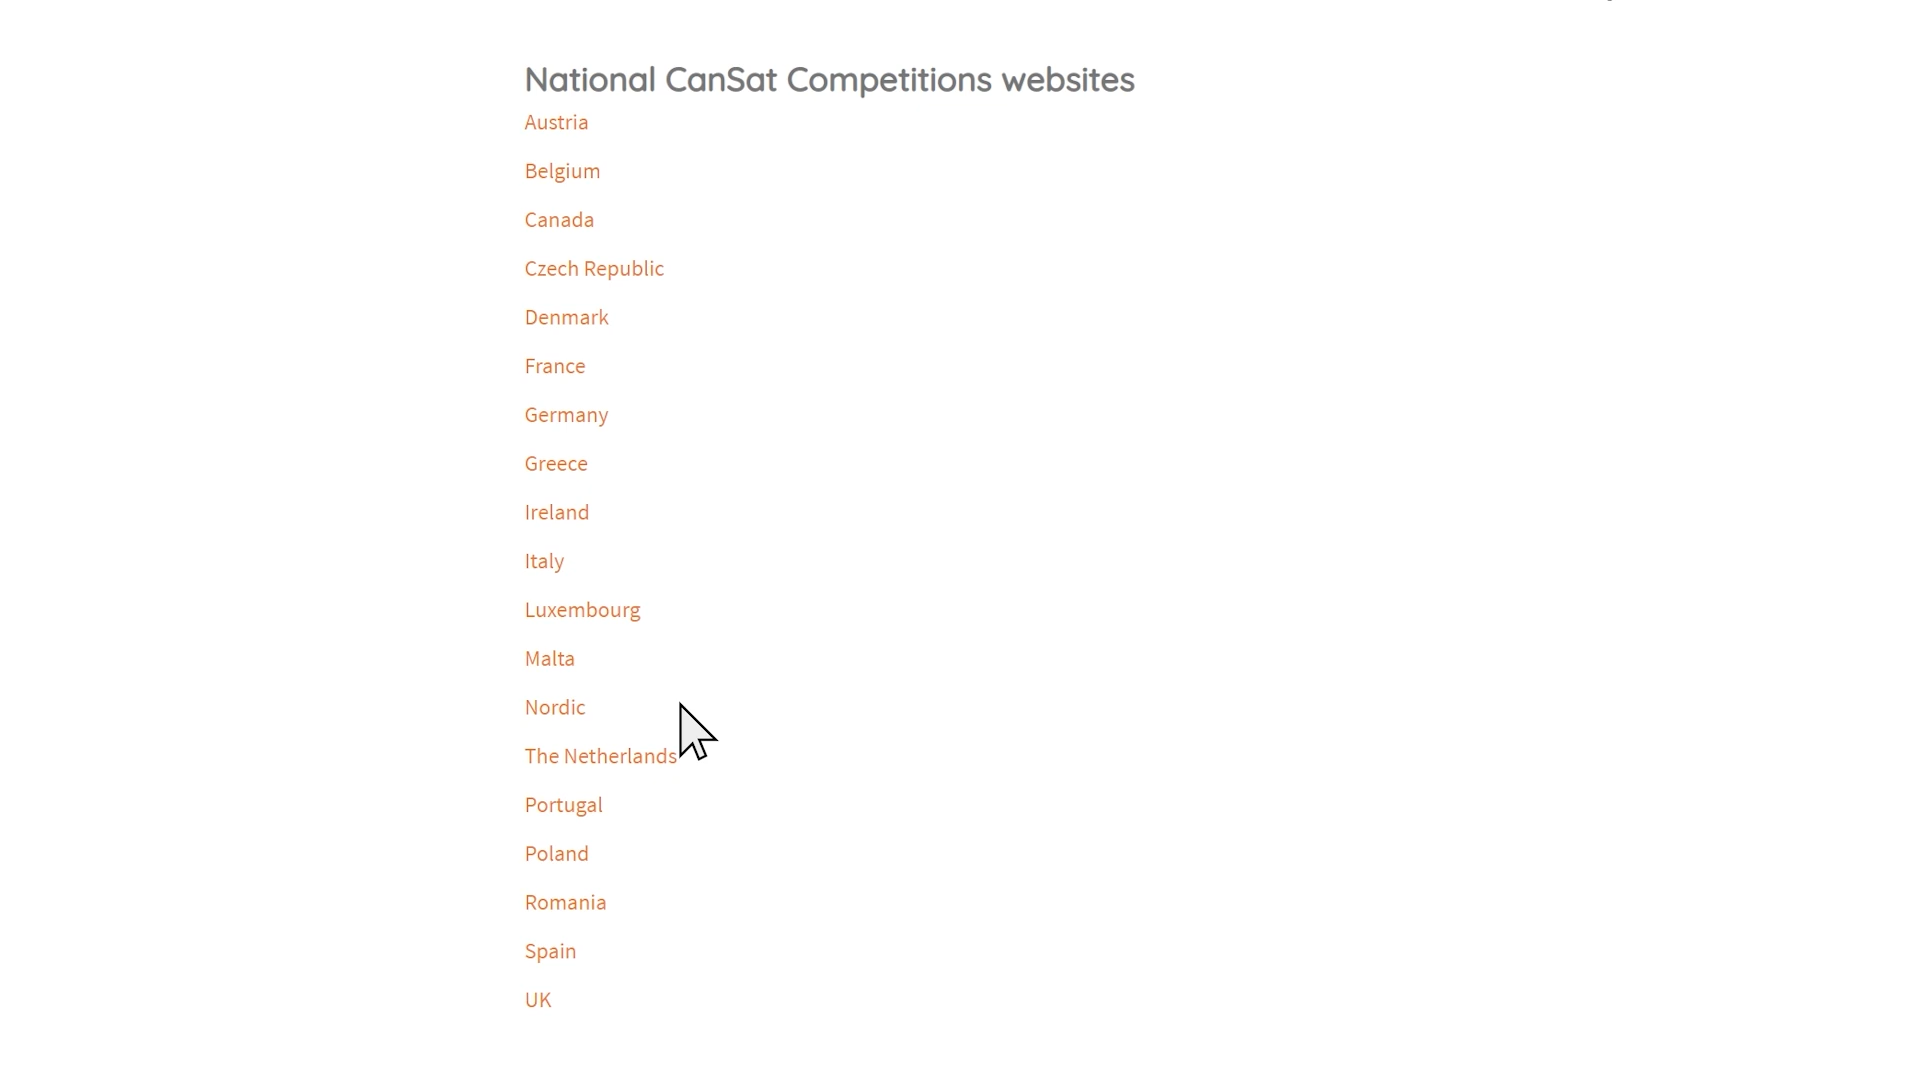 National CanSat Competitions websites
Austria
Belgium
Canada
Czech Republic
Denmark
France
Germany
Greece
Ireland
Italy
Luxembourg
Malta
Nordic
The Netherlands
Portugal
Poland
Romania
Spain
UK